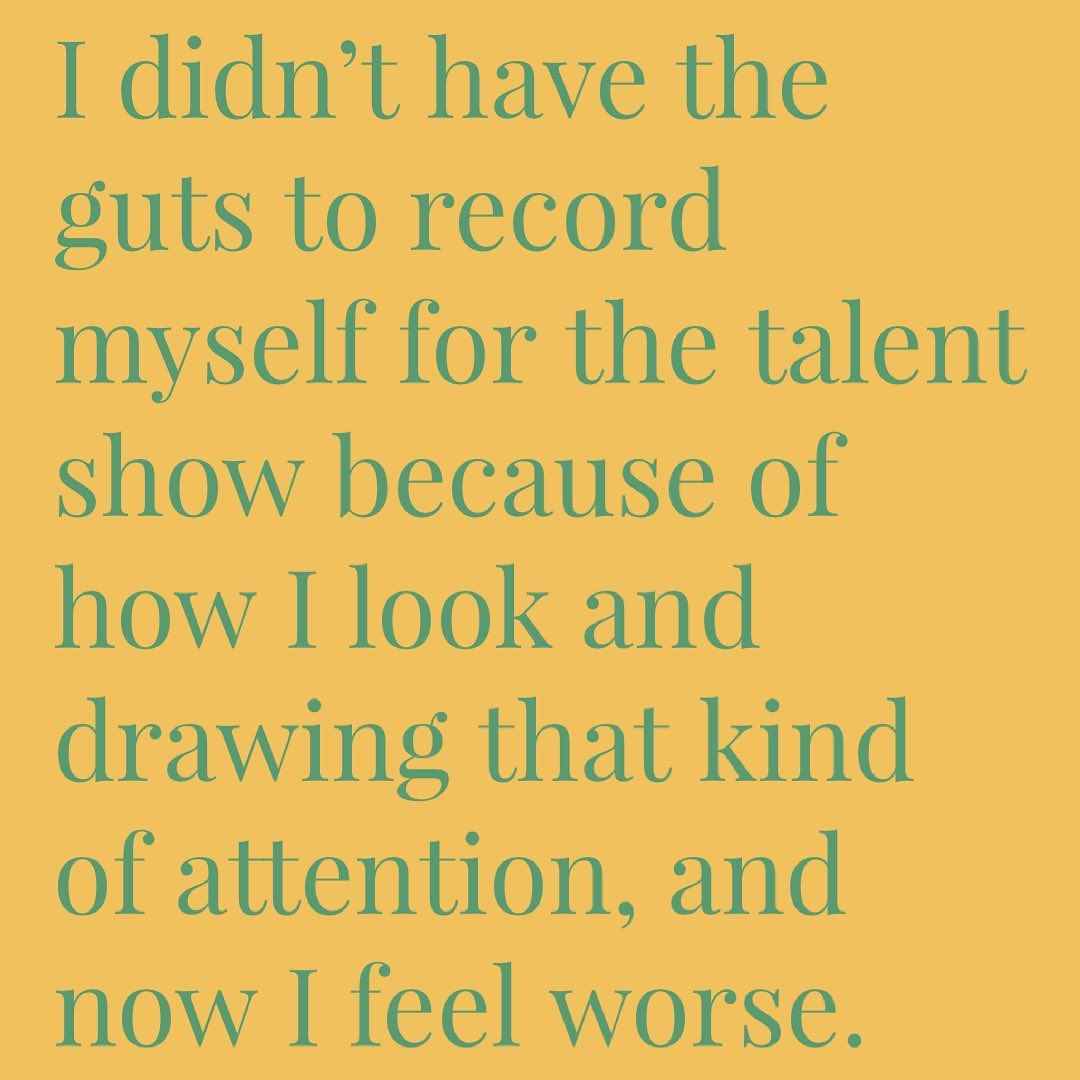 I didn’t have the
guts to record
myself for the talent
show because of
how I look and
drawing that kind
of attention, and
now I feel worse.